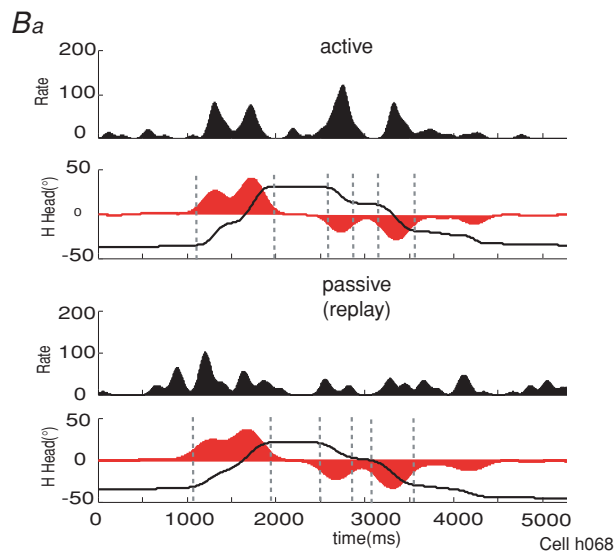 Ba
active
200
100
0
Rate
50
0
-50
H Head(°)
passive
(replay)
200
100
0
Rate
50
0
-50
H Head(°)
0 1000 2000 3000 4000 5000
time(ms)
Cell h068